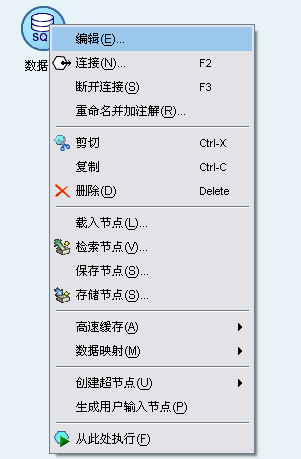 SQ
数据
编辑(E)...
连接(N)... F2
断开连接(S) F3
重命名并加注解(R)...
剪切 Ctrl-X
复制 Ctrl-C
删除(D) Delete
载入节点(L)...
检索节点(V)...
保存节点(S)...
存储节点(S)...
高速缓存(A)
数据映射(M)
创建超节点(U)
生成用户输入节点(P)
从此处执行(F)